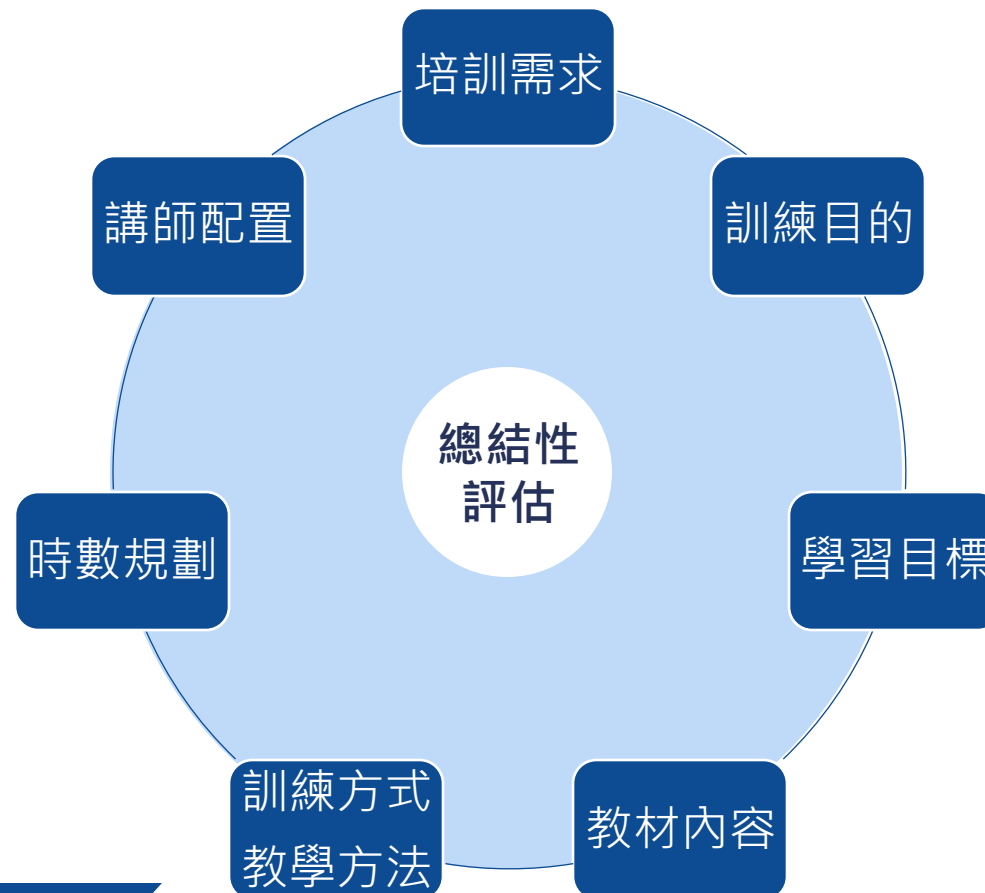 培訓需求
講師配置
訓練目的
總結性
評估
時數規劃
學習目標
訓練方式
教學方法
教材內容